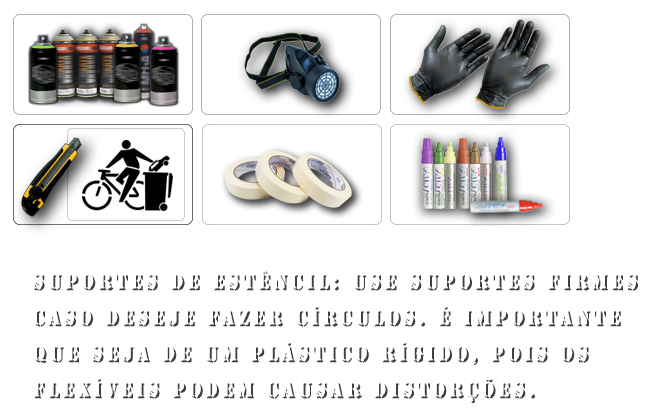 SUPORTES DE ESTÊNCIL: USE SUPORTES FIRMES
CASO DESEJE FAZER CÍRCULOS. É IMPORTANTE
QUE SEJA DE UM PLÁSTICO RÍGIDO, POIS OS
FLEXÍVEIS PODEM CAUSAR DISTORÇÕES.